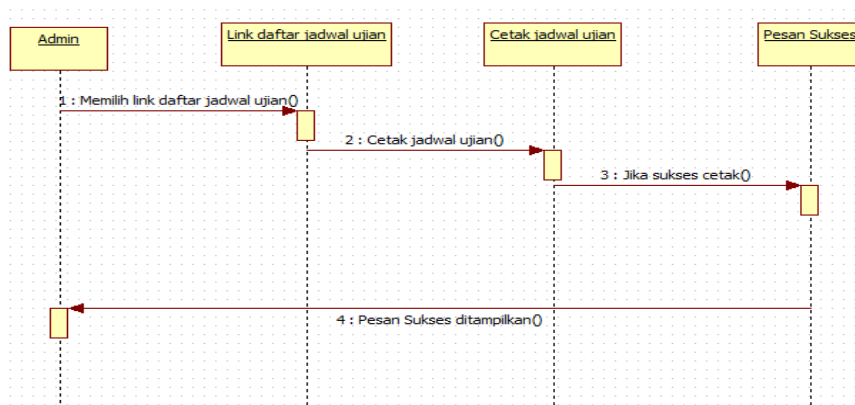 Admin
Link daftar jadwal ujian
Cetak jadwal ujian
Pesan Sukses
1 : Memilih link daftar jadwal ujian()
2 : Cetak jadwal ujian()
3 : Jika sukses cetak()
4 : Pesan Sukses ditampilkan()